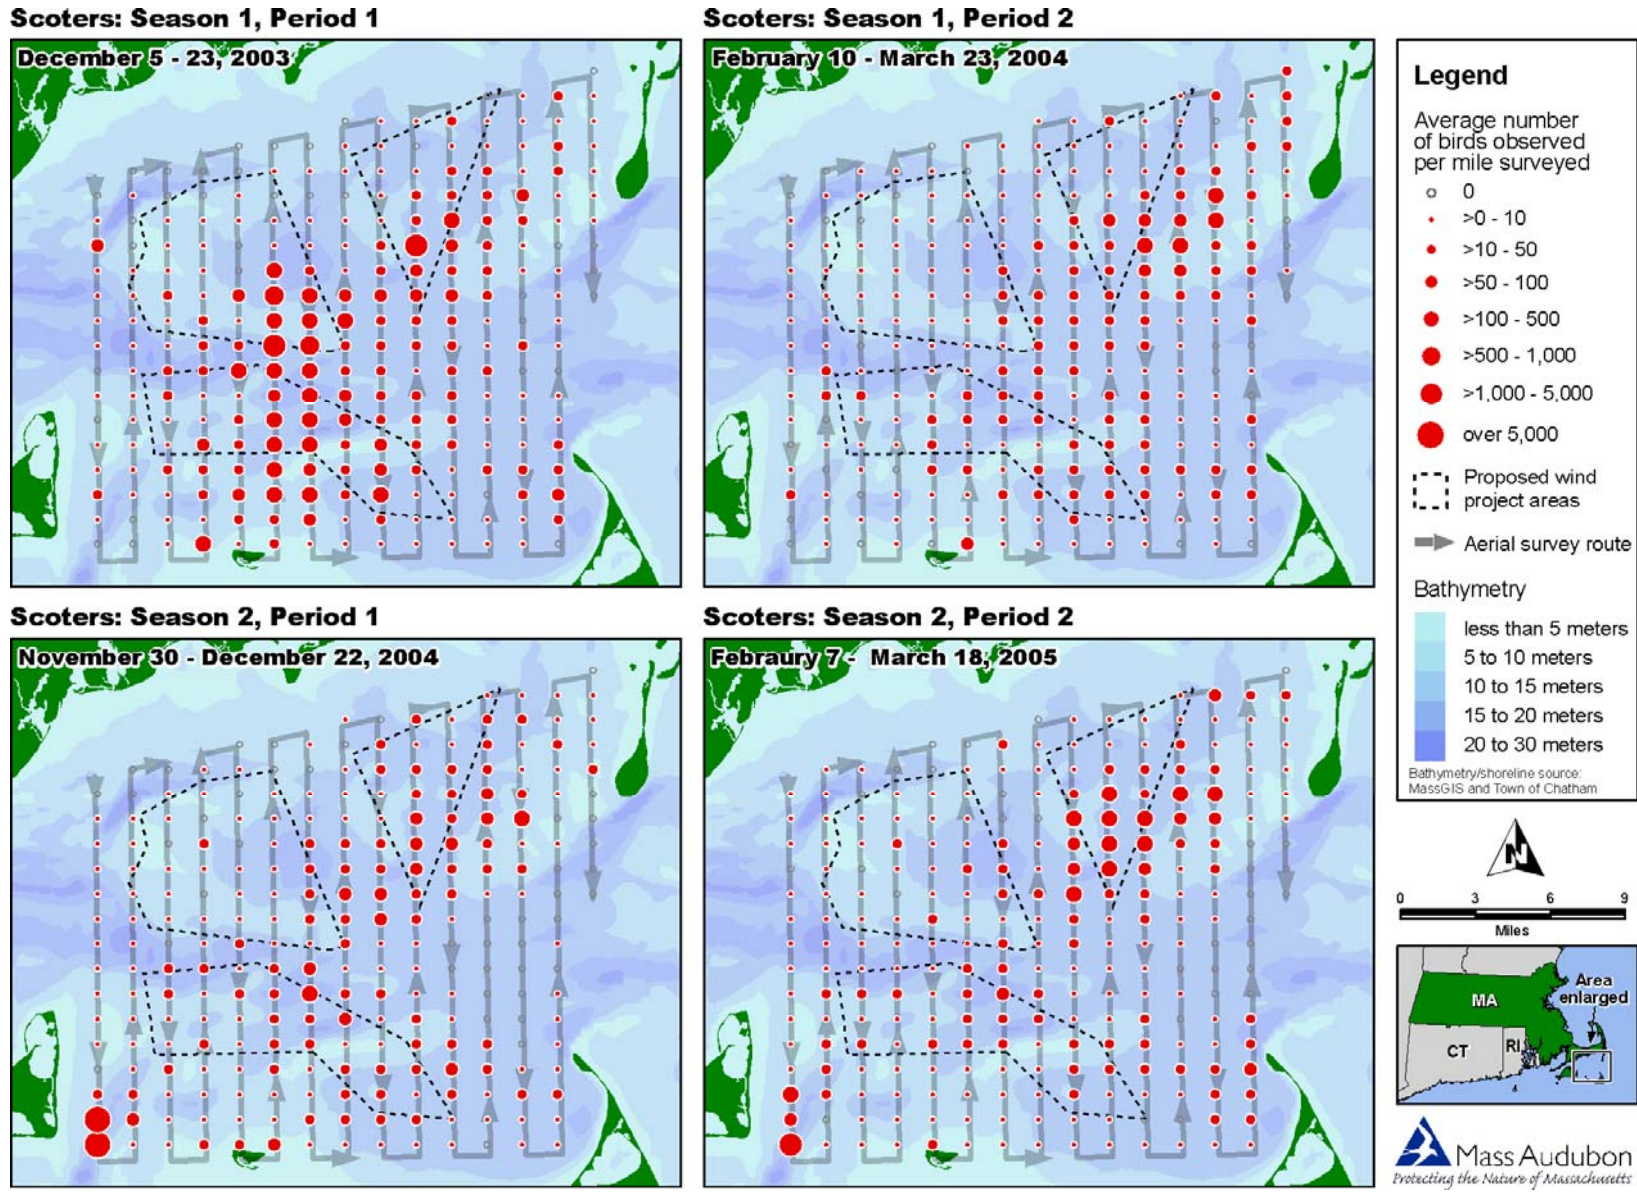 Scoters: Season 1, Period 1
December 5 - 23, 2003
Scoters: Season 1, Period 2
February 10 - March 23, 2004
Scoters: Season 2, Period 1
November 30 - December 22, 2004
Scoters: Season 2, Period 2
Febraury 7 - March 18, 2005
Legend
Average number
of birds observed
per mile surveyed
0
>0 - 10
>10 - 50
>50 - 100
>100 - 500
>500 - 1,000
>1,000 - 5,000
over 5,000
Proposed wind
project areas
Aerial survey route
Bathymetry
less than 5 meters
5 to 10 meters
10 to 15 meters
15 to 20 meters
20 to 30 meters
Bathymetry/shoreline source:
MassGIS and Town of Chatham
N
0 3 6 9
Miles
Area
enlarged
MA
CT
RI
Mass Audubon
Protecting the Nature of Massachusetts